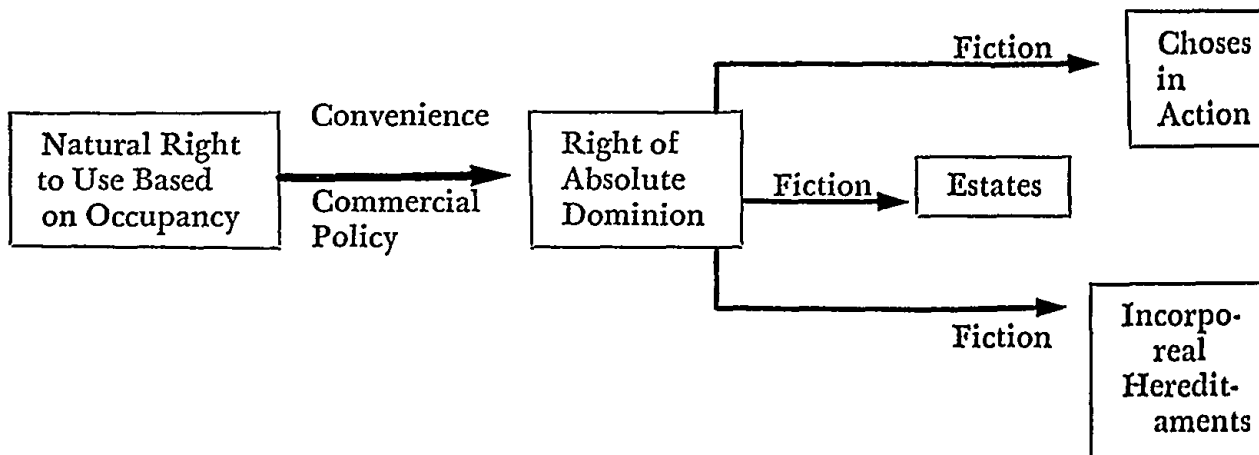 Natural Right
to Use Based
on Occupancy
Convenience
Commercial
Policy
Right of
Absolute
Dominion
Fiction
Choses
in
Action
Fiction
Estates
Fiction
Incorpo-
real
Heredit-
aments